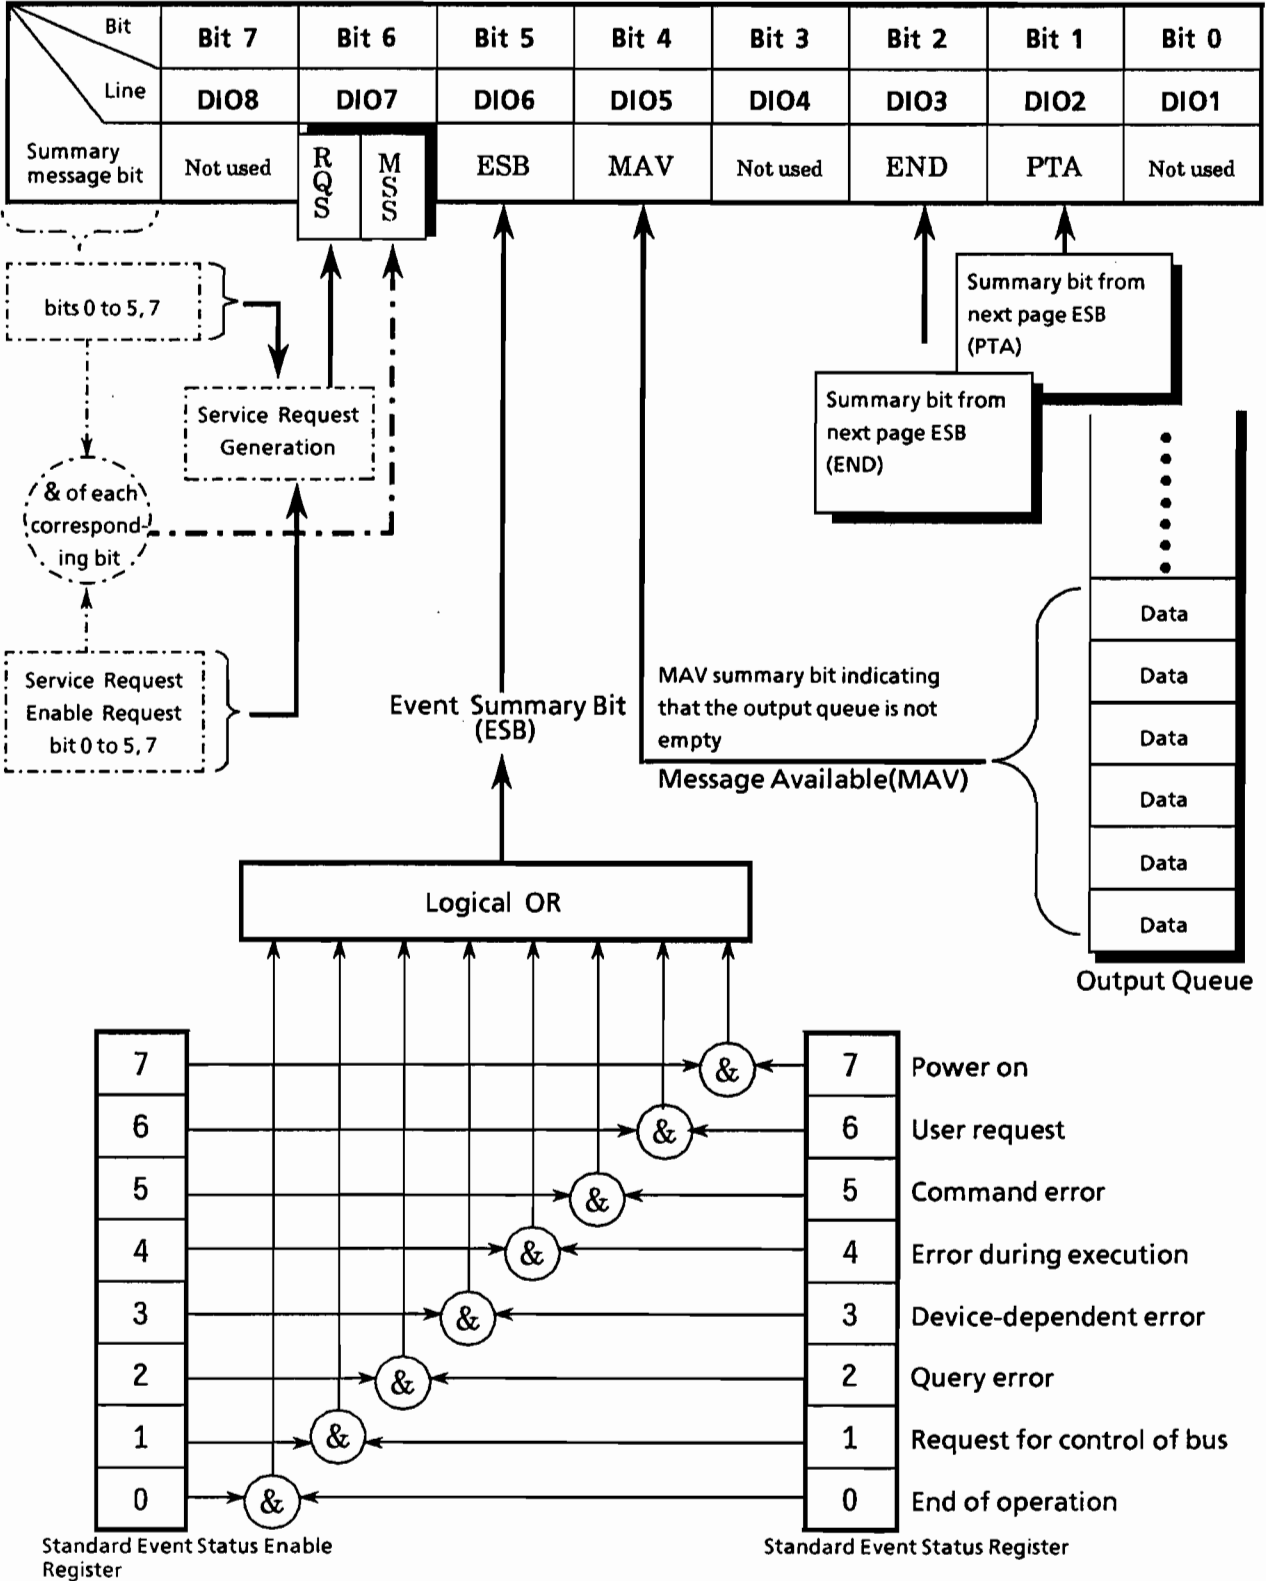 Bit
Bit 7
Bit 6
Bit 5
Bit 4
Bit 3
Bit 2
Bit 1
Bit 0
Line
DIO8
DIO7
DIO6
DIO5
DIO4
DIO3
DIO2
DIO1
Summary
message bit
Not used
RQS
MSS
ESB
MAV
Not used
END
PTA
Not used
bits 0 to 5, 7
Service Request
Generation
& of each
correspond-
ing bit
Service Request
Enable Request
bit 0 to 5, 7
Summary bit from
next page ESB
(PTA)
Summary bit from
next page ESB
(END)
Event Summary Bit
(ESB)
MAV summary bit indicating
that the output queue is not
empty
Message Available(MAV)
Data
Data
Data
Data
Data
Data
Output Queue
Logical OR
7
&
7
Power on
6
&
6
User request
5
&
5
Command error
4
&
4
Error during execution
3
&
3
Device-dependent error
2
&
2
Query error
1
&
1
Request for control of bus
0
&
0
End of operation
Standard Event Status Enable
Register
Standard Event Status Register